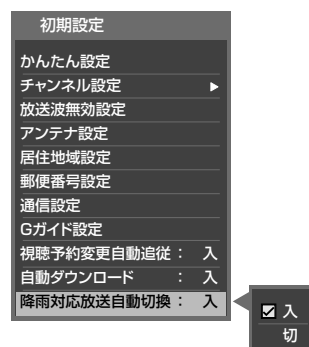 初期設定
かんたん設定
チャンネル設定
放送波無効設定
アンテナ設定
居住地域設定
郵便番号設定
通信設定
Gガイド設定
視聴予約変更自動追従： 入
自動ダウンロード ： 入
降雨対応放送自動切換： 入
入
切